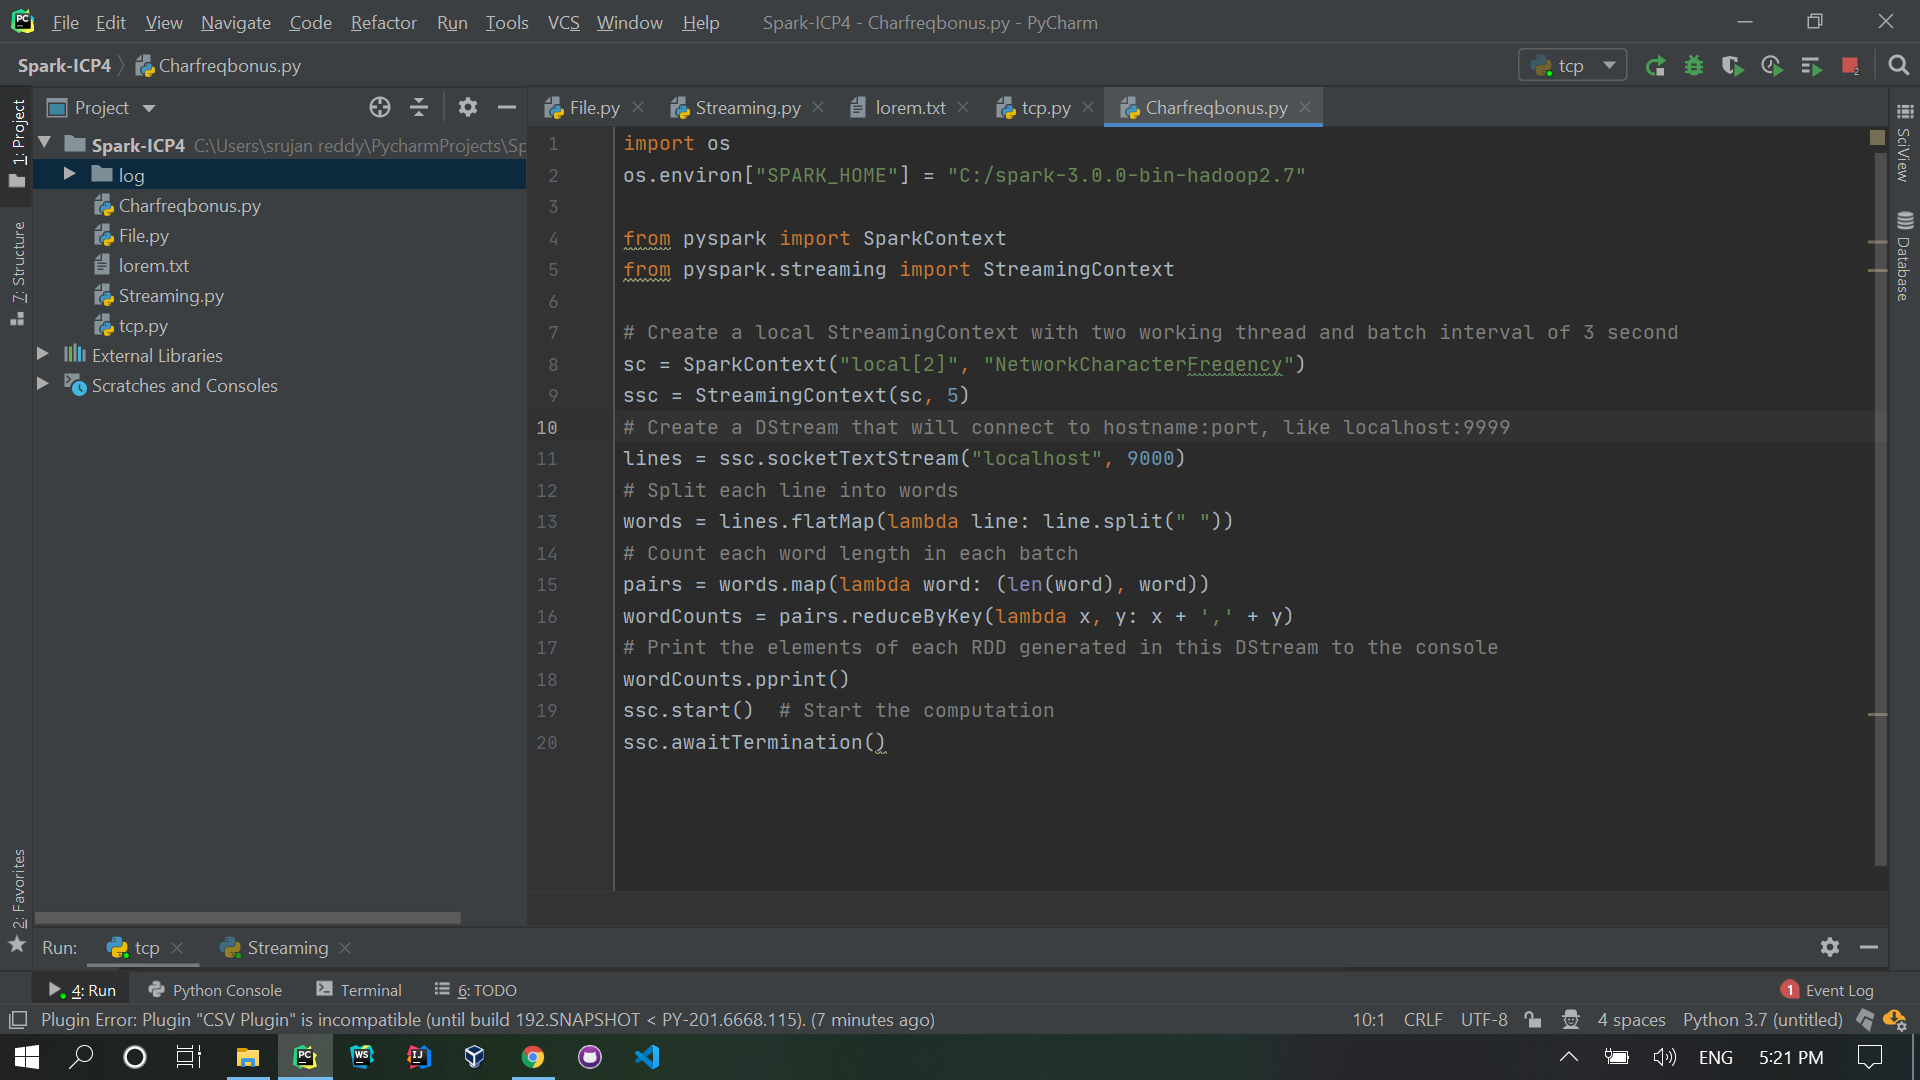 File Edit View Navigate Code Refactor Run Tools VCS Window Help Spark-ICP4 - Charfreqbonus.py - PyCharm
Spark-ICP4 Charfreqbonus.py tcp
Project
File.py Streaming.py lorem.txt tcp.py Charfreqbonus.py
Spark-ICP4 C:\Users\srujan reddy\PycharmProjects\Sp
log
Charfreqbonus.py
File.py
lorem.txt
Streaming.py
tcp.py
External Libraries
Scratches and Consoles
1: Project
7: Structure
2: Favorites
1 import os
2 os.environ["SPARK_HOME"] = "C:/spark-3.0.0-bin-hadoop2.7"
3
4 from pyspark import SparkContext
5 from pyspark.streaming import StreamingContext
6
7 # Create a local StreamingContext with two working thread and batch interval of 3 second
8 sc = SparkContext("local[2]", "NetworkCharacterFreqency")
9 ssc = StreamingContext(sc, 5)
10 # Create a DStream that will connect to hostname:port, like localhost:9999
11 lines = ssc.socketTextStream("localhost", 9000)
12 # Split each line into words
13 words = lines.flatMap(lambda line: line.split(" "))
14 # Count each word length in each batch
15 pairs = words.map(lambda word: (len(word), word))
16 wordCounts = pairs.reduceByKey(lambda x, y: x + ',' + y)
17 # Print the elements of each RDD generated in this DStream to the console
18 wordCounts.pprint()
19 ssc.start()  # Start the computation
20 ssc.awaitTermination()
SciView
Database
Run: tcp Streaming
4: Run Python Console Terminal 6: TODO 1 Event Log
Plugin Error: Plugin "CSV Plugin" is incompatible (until build 192.SNAPSHOT < PY-201.6668.115). (7 minutes ago) 10:1 CRLF UTF-8 4 spaces Python 3.7 (untitled)
ENG 5:21 PM